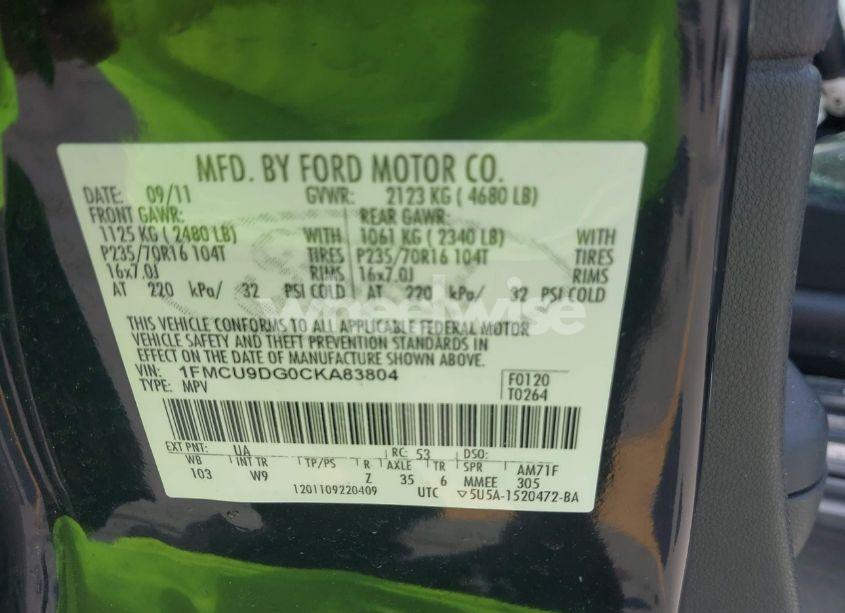 MFD. BY FORD MOTOR CO.
DATE: 09/11 GVWR: 2123 KG ( 4680 LB)
FRONT GAWR: REAR GAWR:
1125 KG ( 2480 LB) WITH 1061 KG ( 2340 LB) WITH
P235/70R16 104T TIRES P235/70R16 104T TIRES
16x7.0J RIMS 16x7.0J RIMS
AT 220 kPa/ 32 PSI COLD AT 220 kPa/ 32 PSI COLD
wheelwise
THIS VEHICLE CONFORMS TO ALL APPLICABLE FEDERAL MOTOR
VEHICLE SAFETY AND THEFT PREVENTION STANDARDS IN
EFFECT ON THE DATE OF MANUFACTURE SHOWN ABOVE.
VIN: 1FMCU9DG0CKA83804 F0120
TYPE: MPV T0264
EXT PNT: UA RC: 53 DSO:
WB INT TR TP/PS R AXLE TR SPR AM71F
103 W9 Z 35 6 MMEE 305
1201T09220409 UTC ▽5U5A-1520472-BA